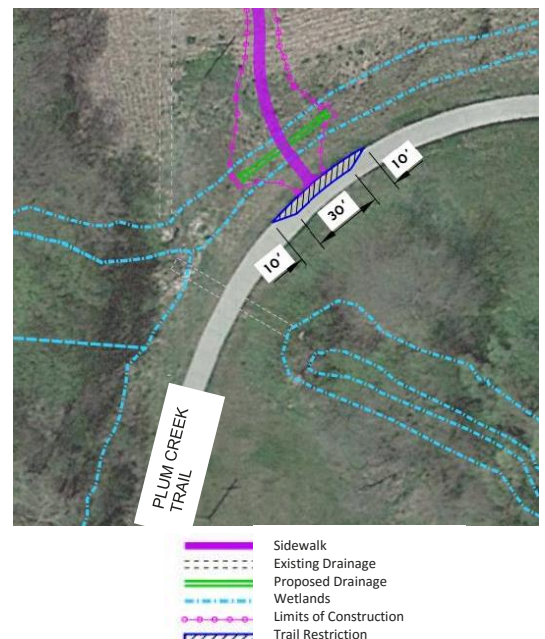 10'
30'
10'
PLUM CREEK
TRAIL
Sidewalk
Existing Drainage
Proposed Drainage
Wetlands
Limits of Construction
Trail Restriction